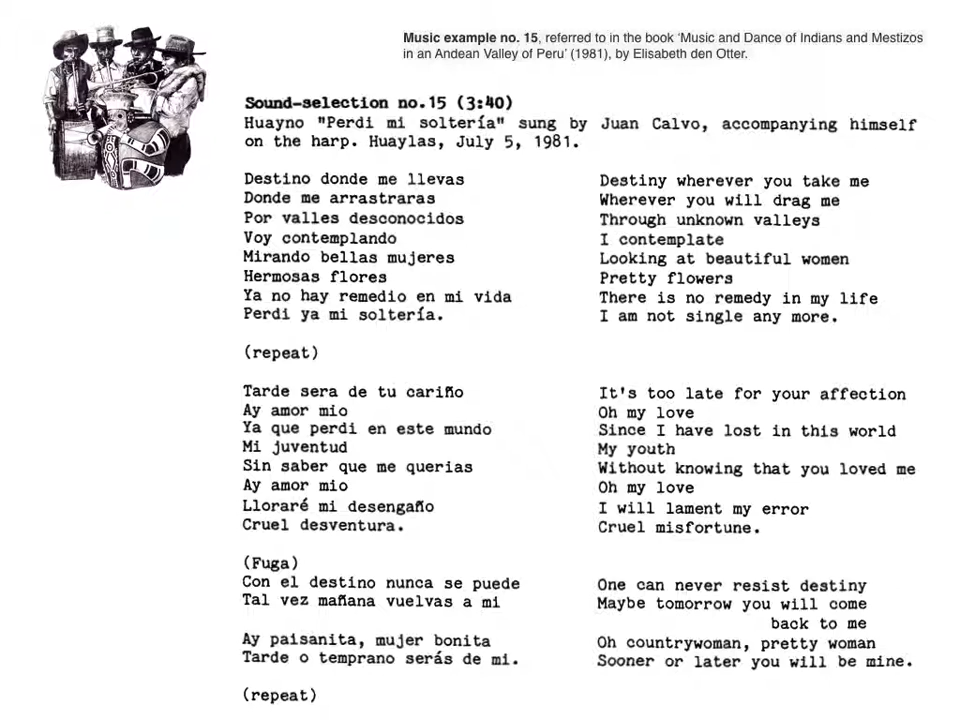 Music example no. 15, referred to in the book ‘Music and Dance of Indians and Mestizos
in an Andean Valley of Peru’ (1981), by Elisabeth den Otter.
Sound-selection no.15 (3:40)
Huayno "Perdi mi soltería" sung by Juan Calvo, accompanying himself
on the harp. Huaylas, July 5, 1981.
Destino donde me llevas
Donde me arrastraras
Por valles desconocidos
Voy contemplando
Mirando bellas mujeres
Hermosas flores
Ya no hay remedio en mi vida
Perdi ya mi soltería.
(repeat)
Tarde sera de tu cariño
Ay amor mio
Ya que perdi en este mundo
Mi juventud
Sin saber que me querias
Ay amor mio
Lloraré mi desengaño
Cruel desventura.
(Fuga)
Con el destino nunca se puede
Tal vez mañana vuelvas a mi
Ay paisanita, mujer bonita
Tarde o temprano serás de mi.
(repeat)
Destiny wherever you take me
Wherever you will drag me
Through unknown valleys
I contemplate
Looking at beautiful women
Pretty flowers
There is no remedy in my life
I am not single any more.
It's too late for your affection
Oh my love
Since I have lost in this world
My youth
Without knowing that you loved me
Oh my love
I will lament my error
Cruel misfortune.
One can never resist destiny
Maybe tomorrow you will come
back to me
Oh countrywoman, pretty woman
Sooner or later you will be mine.